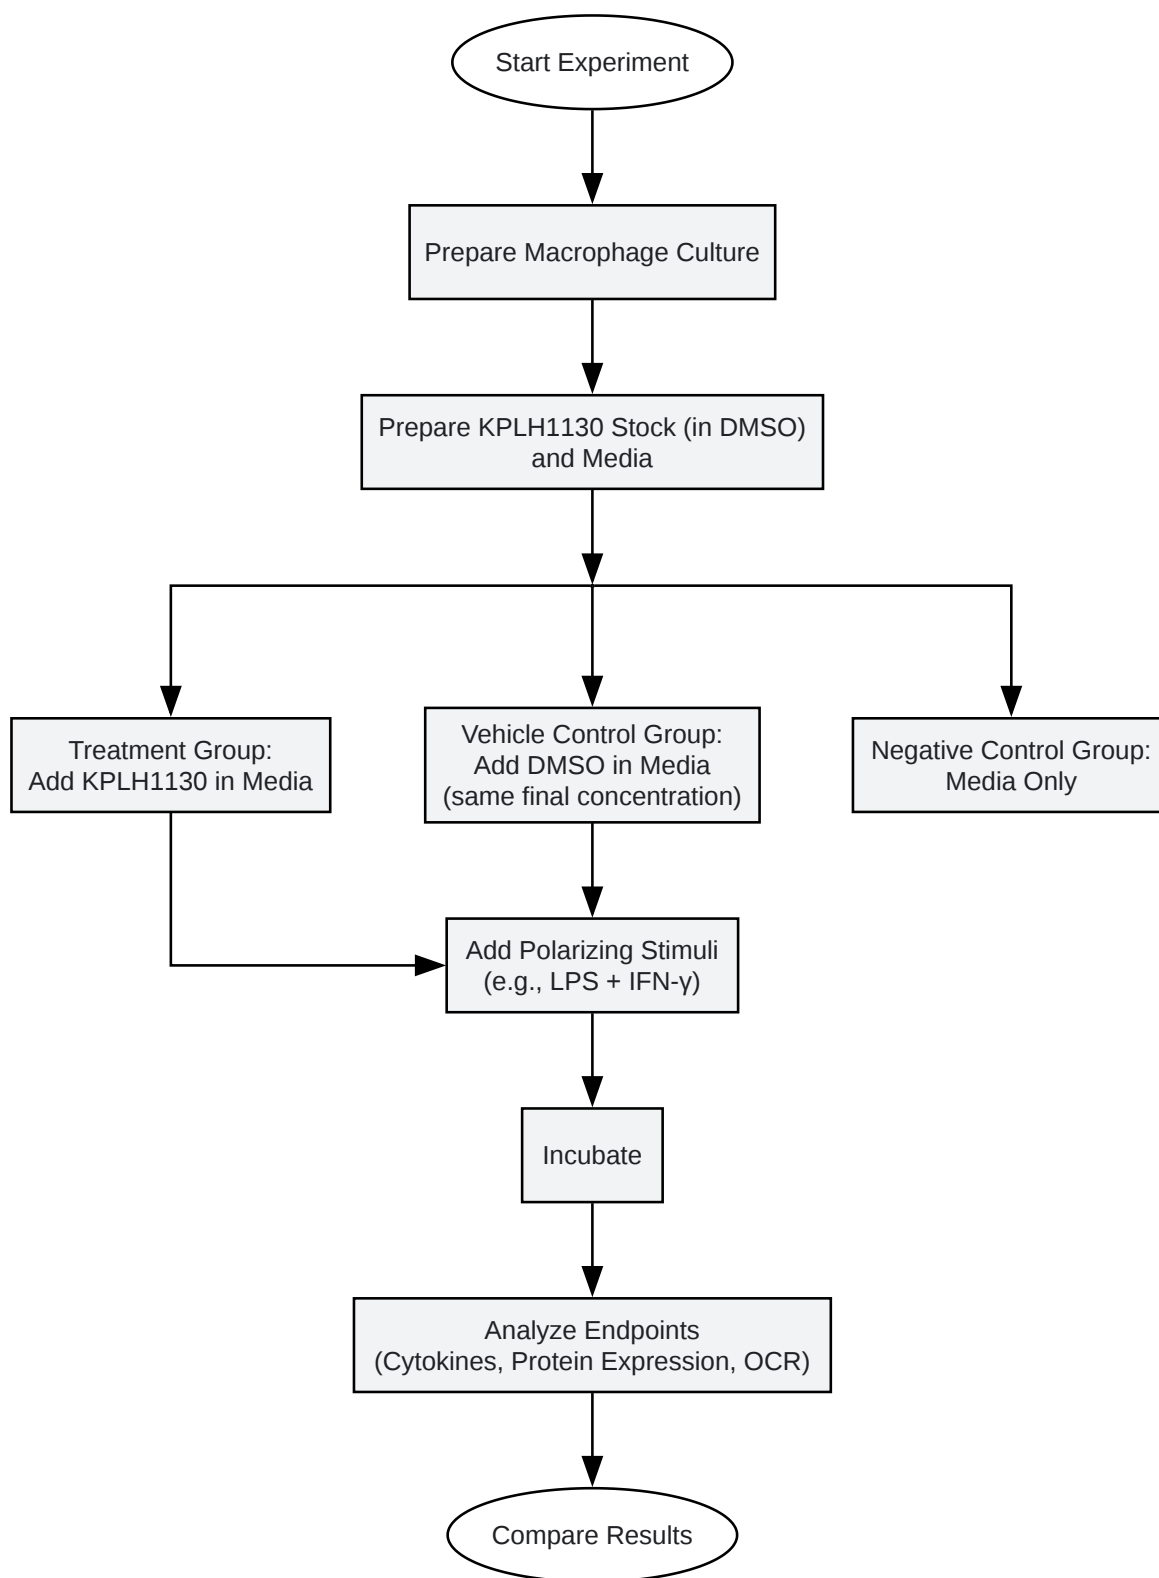 Start Experiment
Prepare Macrophage Culture
Prepare KPLH1130 Stock (in DMSO)
and Media
Treatment Group:
Add KPLH1130 in Media
Vehicle Control Group:
Add DMSO in Media
(same final concentration)
Negative Control Group:
Media Only
Add Polarizing Stimuli
(e.g., LPS + IFN-γ)
Incubate
Analyze Endpoints
(Cytokines, Protein Expression, OCR)
Compare Results